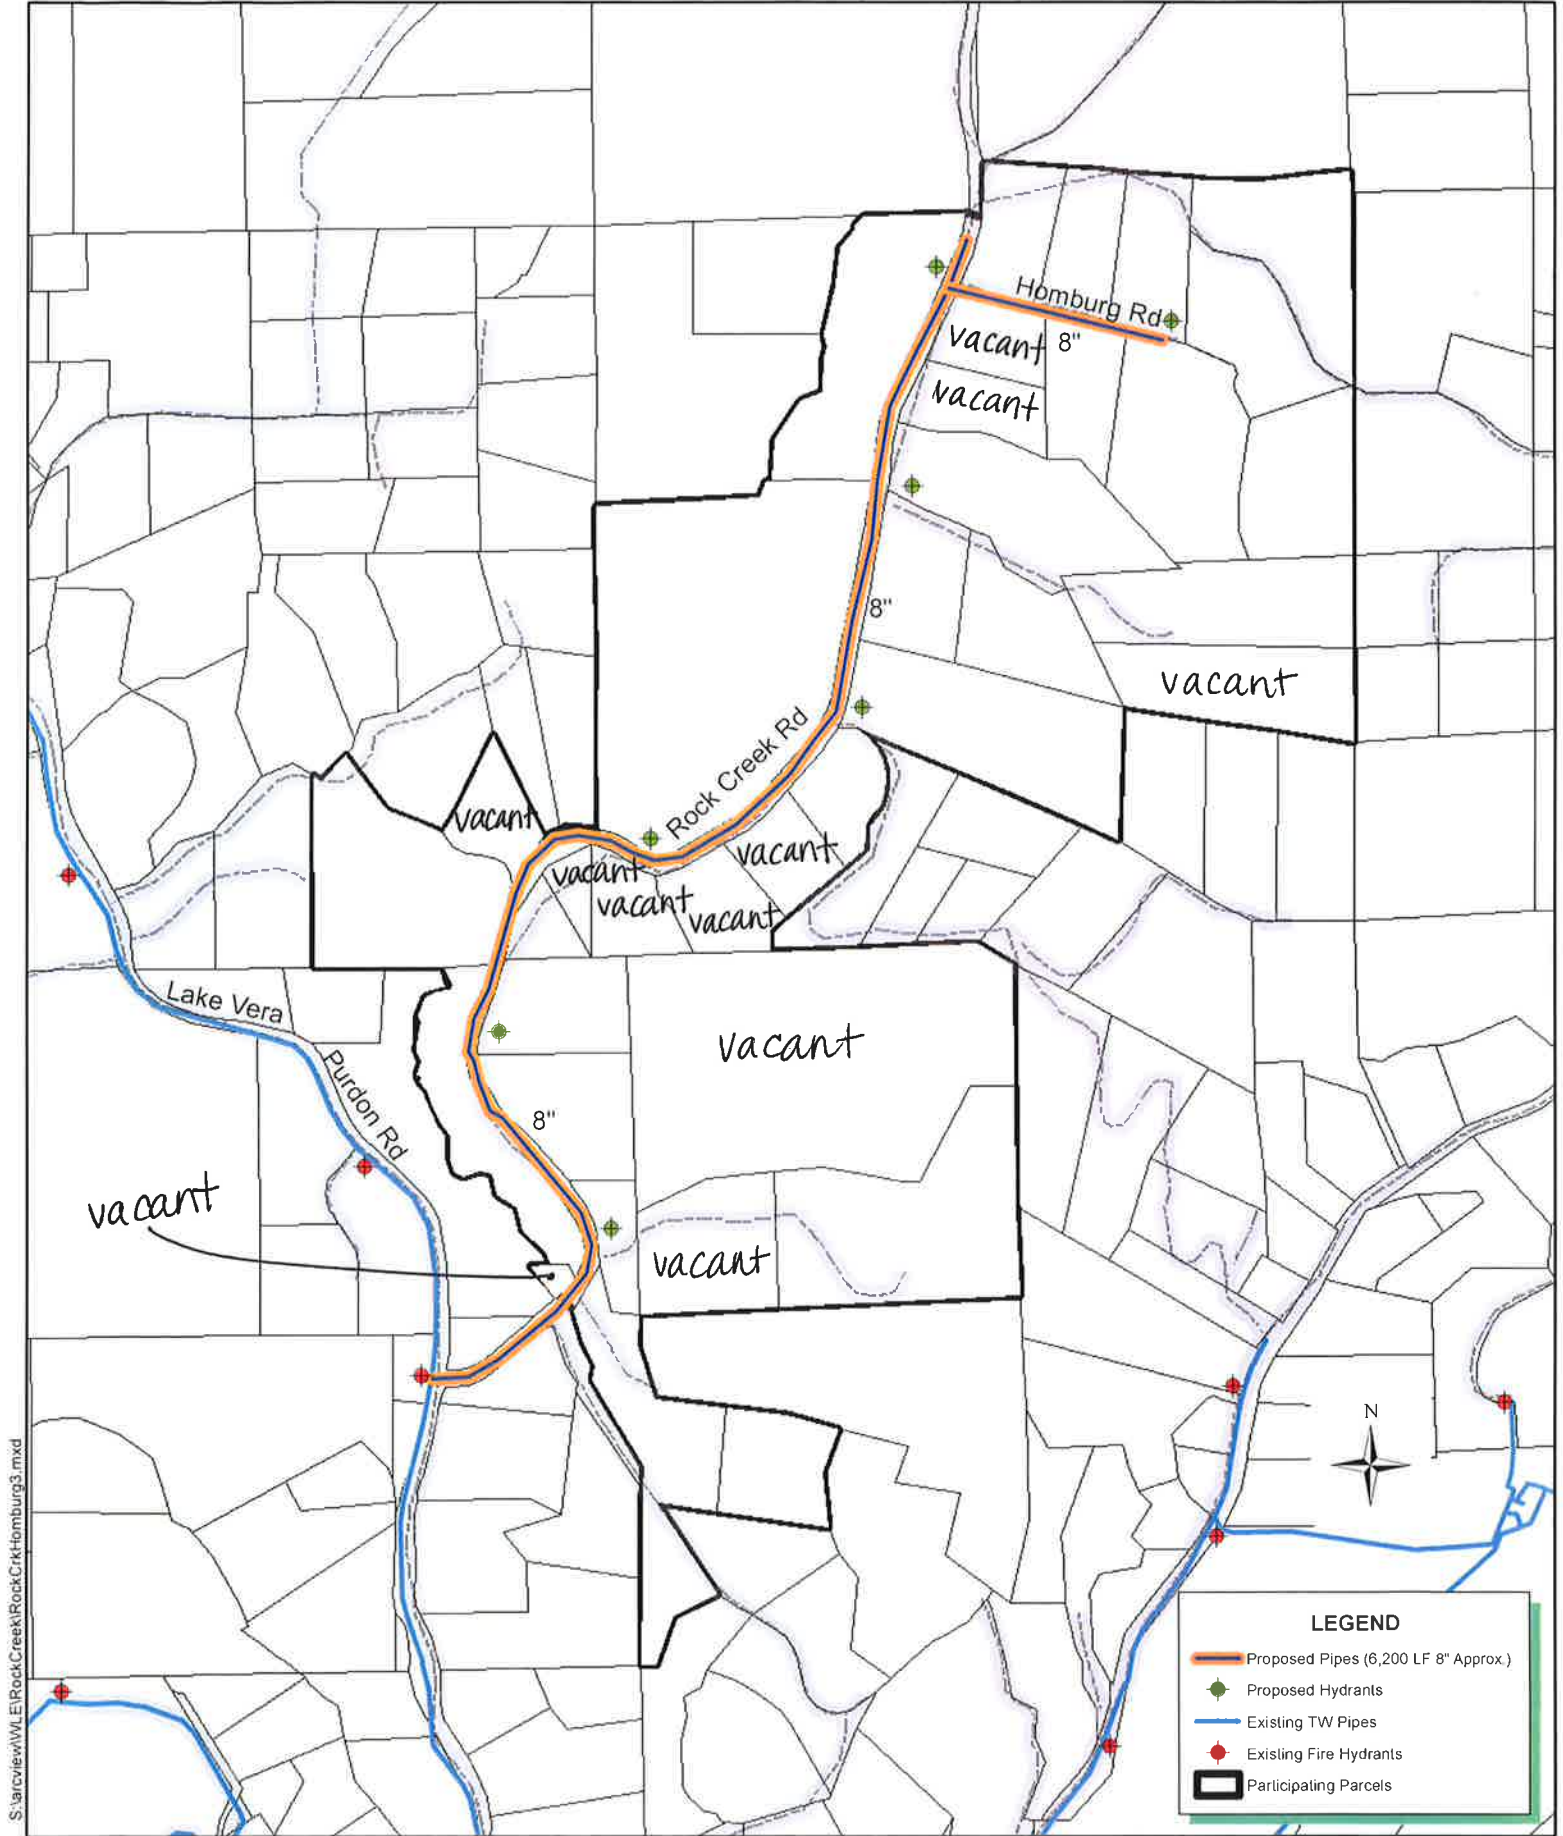 Homburg Rd
vacant 8"
vacant
8"
vacant
Rock Creek Rd
vacant
vacant
vacant
vacant
vacant
Lake Vera
Purdon Rd
vacant
8"
vacant
vacant
N
LEGEND
Proposed Pipes (6,200 LF 8" Approx.)
Proposed Hydrants
Existing TW Pipes
Existing Fire Hydrants
Participating Parcels
S:\arcview\WLE\RockCreek\RockCrkHomburg3.mxd